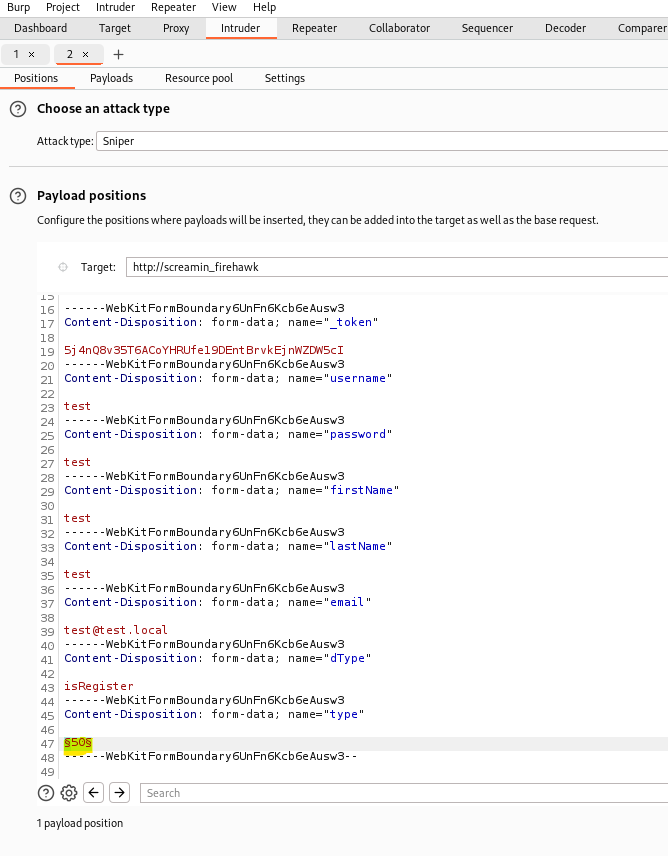 Burp Project Intruder Repeater View Help
Dashboard Target Proxy Intruder Repeater Collaborator Sequencer Decoder Comparer
1 × 2 × +
Positions Payloads Resource pool Settings
? Choose an attack type
Attack type: Sniper
? Payload positions
Configure the positions where payloads will be inserted, they can be added into the target as well as the base request.
Target: http://screamin_firehawk
15
16 ------WebKitFormBoundary6UnFn6Kcb6eAusw3
17 Content-Disposition: form-data; name="_token"
18
19 5j4nQ8v35T6ACoYHRUfel9DEntBrvkEjnWZDW5cI
20 ------WebKitFormBoundary6UnFn6Kcb6eAusw3
21 Content-Disposition: form-data; name="username"
22
23 test
24 ------WebKitFormBoundary6UnFn6Kcb6eAusw3
25 Content-Disposition: form-data; name="password"
26
27 test
28 ------WebKitFormBoundary6UnFn6Kcb6eAusw3
29 Content-Disposition: form-data; name="firstName"
30
31 test
32 ------WebKitFormBoundary6UnFn6Kcb6eAusw3
33 Content-Disposition: form-data; name="lastName"
34
35 test
36 ------WebKitFormBoundary6UnFn6Kcb6eAusw3
37 Content-Disposition: form-data; name="email"
38
39 test@test.local
40 ------WebKitFormBoundary6UnFn6Kcb6eAusw3
41 Content-Disposition: form-data; name="dType"
42
43 isRegister
44 ------WebKitFormBoundary6UnFn6Kcb6eAusw3
45 Content-Disposition: form-data; name="type"
46
47 §50§
48 ------WebKitFormBoundary6UnFn6Kcb6eAusw3--
49
? ← → Search
1 payload position